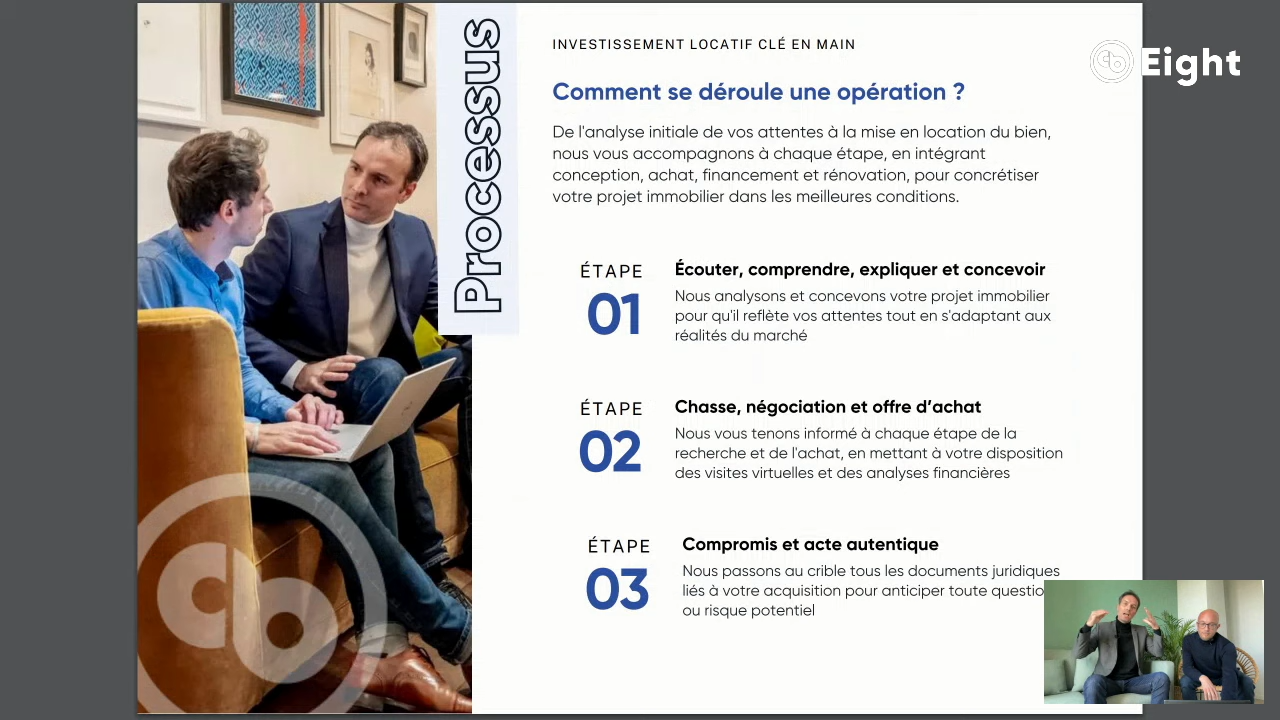 Processus
INVESTISSEMENT LOCATIF CLÉ EN MAIN
Eight
Comment se déroule une opération ?
De l'analyse initiale de vos attentes à la mise en location du bien,
nous vous accompagnons à chaque étape, en intégrant
conception, achat, financement et rénovation, pour concrétiser
votre projet immobilier dans les meilleures conditions.
ÉTAPE
01
Écouter, comprendre, expliquer et concevoir
Nous analysons et concevons votre projet immobilier
pour qu'il reflète vos attentes tout en s'adaptant aux
réalités du marché
ÉTAPE
02
Chasse, négociation et offre d’achat
Nous vous tenons informé à chaque étape de la
recherche et de l'achat, en mettant à votre disposition
des visites virtuelles et des analyses financières
ÉTAPE
03
Compromis et acte autentique
Nous passons au crible tous les documents juridiques
liés à votre acquisition pour anticiper toute questio
ou risque potentiel